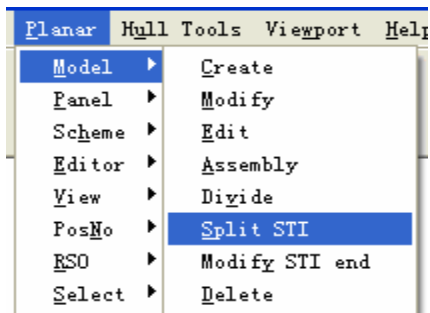 Planar Hull Tools Viewport Help
Model Create
Panel Modify
Scheme Edit
Editor Assembly
View Divide
PosNo Split STI
RSO Modify STI end
Select Delete